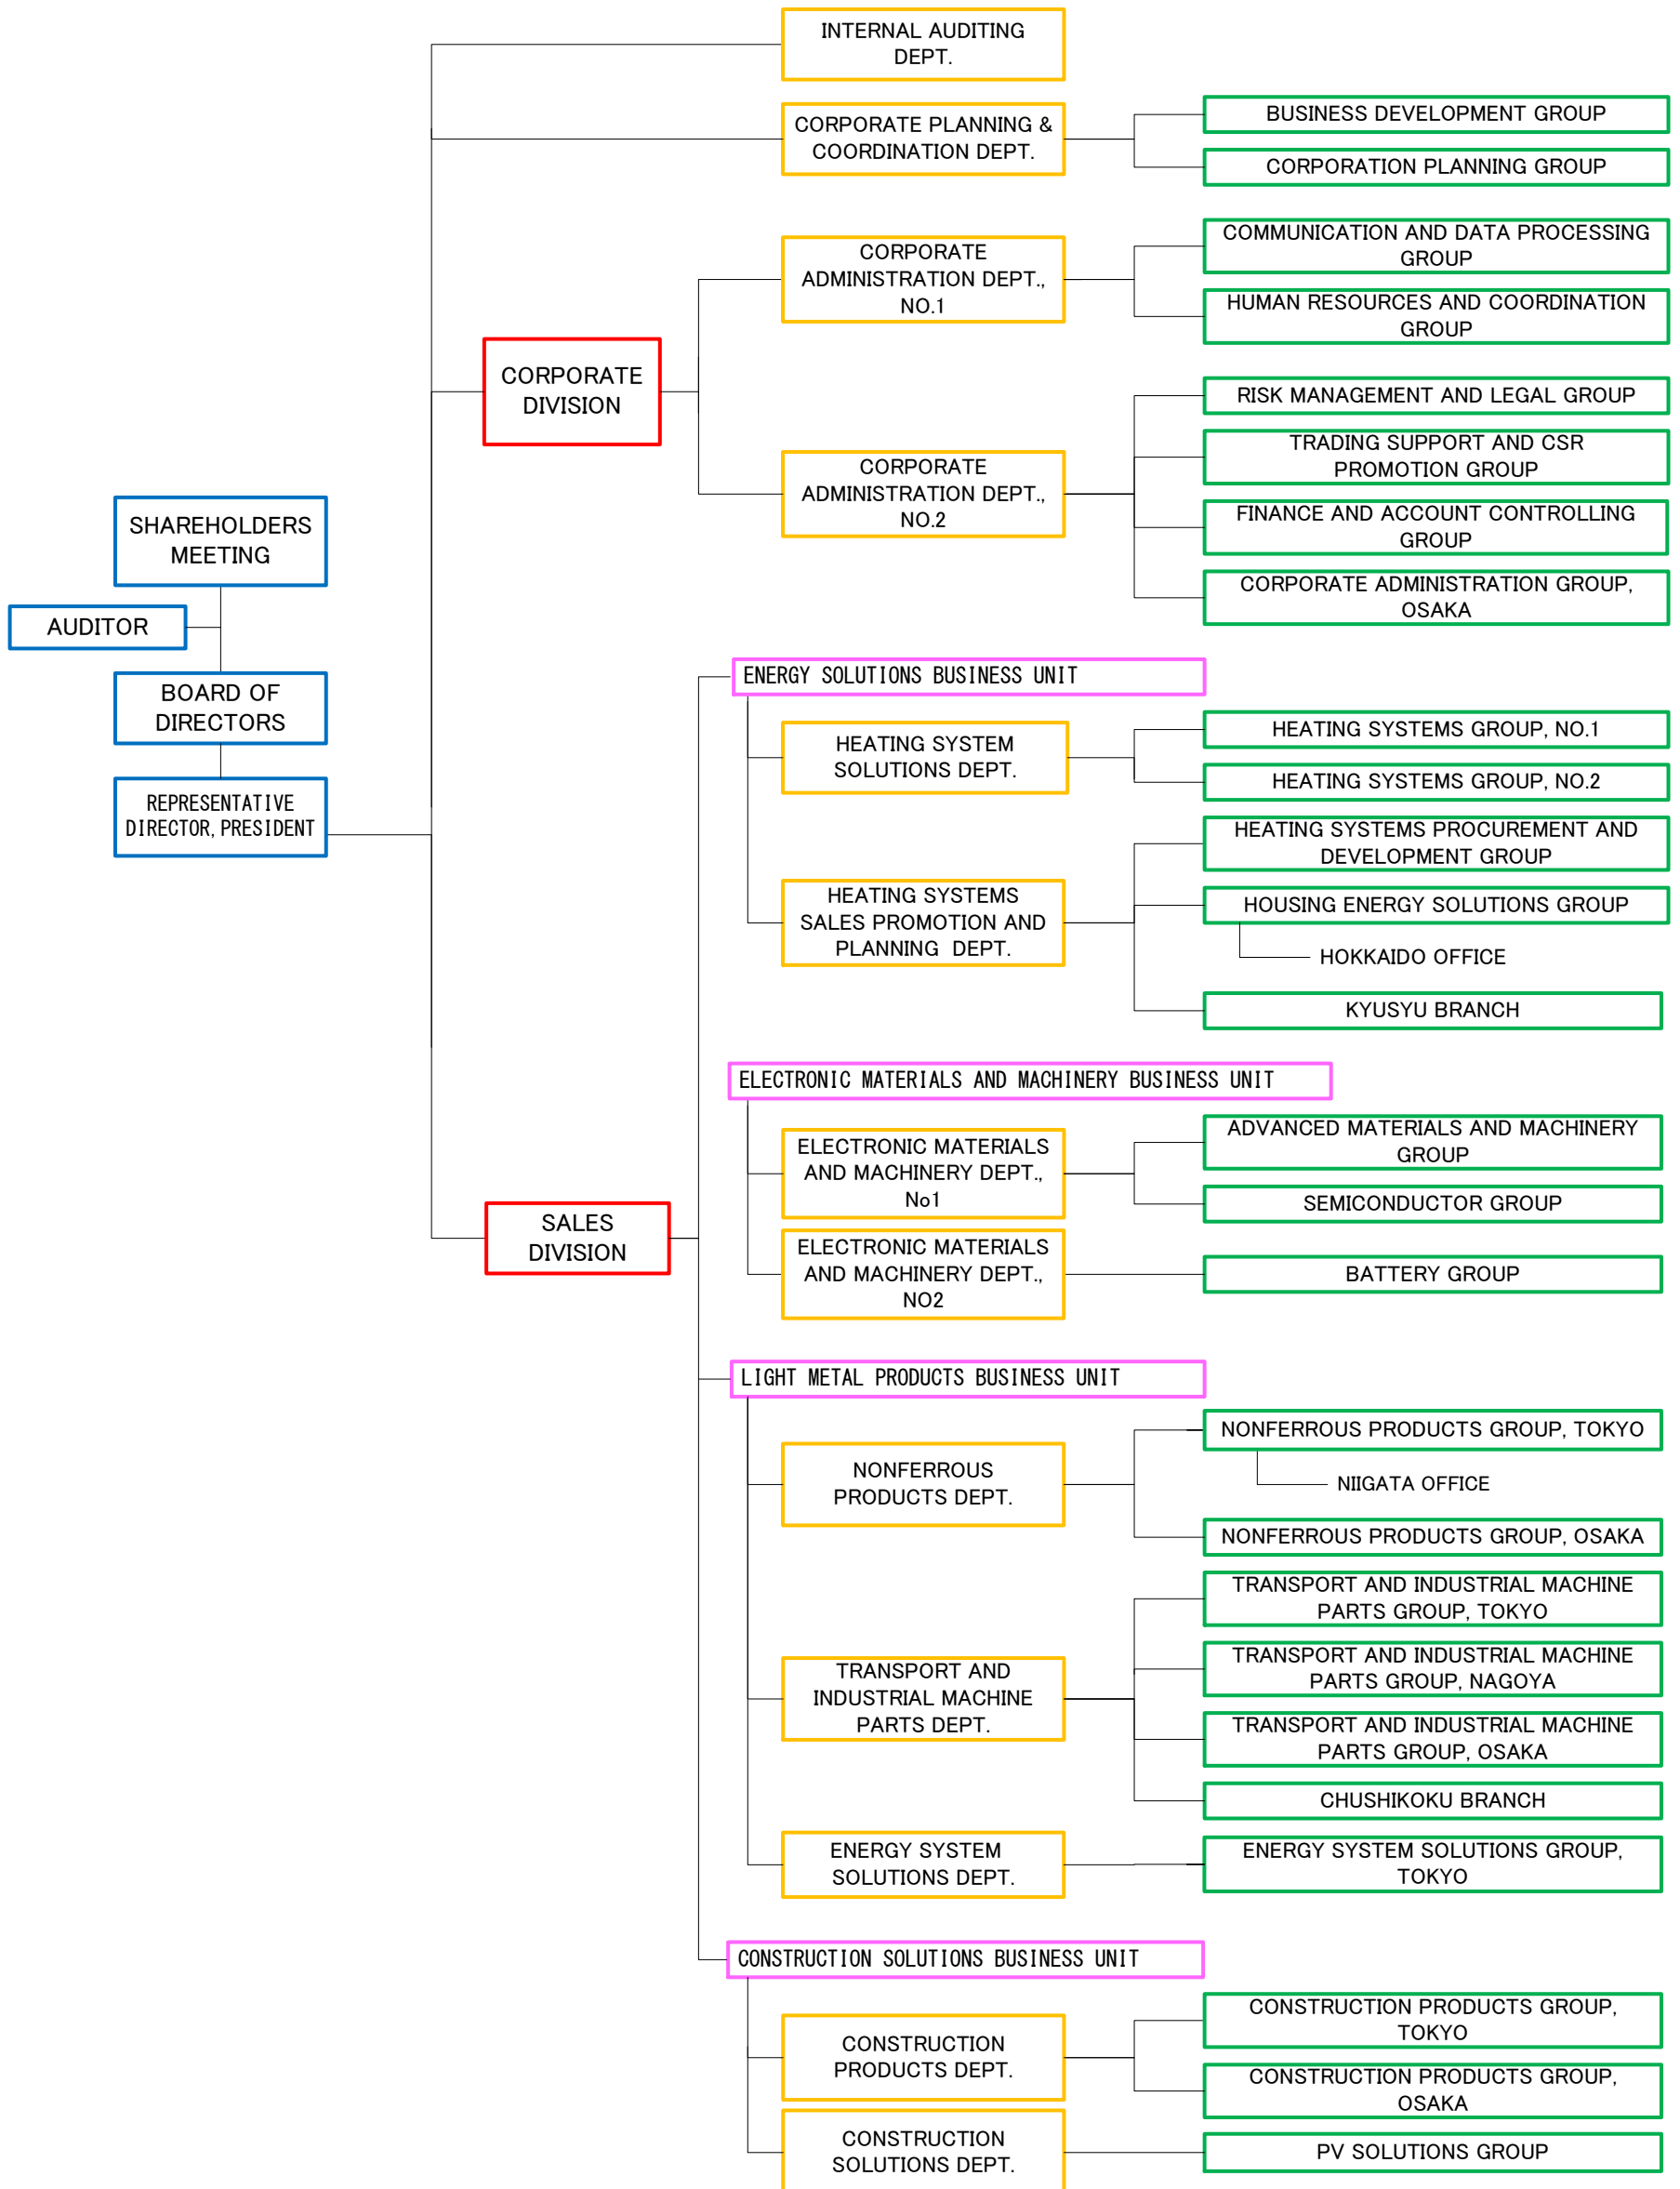 INTERNAL AUDITING
DEPT.
CORPORATE PLANNING &
COORDINATION DEPT.
BUSINESS DEVELOPMENT GROUP
CORPORATION PLANNING GROUP
CORPORATE
ADMINISTRATION DEPT.,
NO.1
COMMUNICATION AND DATA PROCESSING
GROUP
HUMAN RESOURCES AND COORDINATION
GROUP
CORPORATE
DIVISION
CORPORATE
ADMINISTRATION DEPT.,
NO.2
RISK MANAGEMENT AND LEGAL GROUP
TRADING SUPPORT AND CSR
PROMOTION GROUP
FINANCE AND ACCOUNT CONTROLLING
GROUP
CORPORATE ADMINISTRATION GROUP,
OSAKA
SHAREHOLDERS
MEETING
AUDITOR
BOARD OF
DIRECTORS
REPRESENTATIVE
DIRECTOR, PRESIDENT
ENERGY SOLUTIONS BUSINESS UNIT
HEATING SYSTEM
SOLUTIONS DEPT.
HEATING SYSTEMS GROUP, NO.1
HEATING SYSTEMS GROUP, NO.2
HEATING SYSTEMS
SALES PROMOTION AND
PLANNING DEPT.
HEATING SYSTEMS PROCUREMENT AND
DEVELOPMENT GROUP
HOUSING ENERGY SOLUTIONS GROUP
HOKKAIDO OFFICE
KYUSYU BRANCH
ELECTRONIC MATERIALS AND MACHINERY BUSINESS UNIT
ELECTRONIC MATERIALS
AND MACHINERY DEPT.,
No1
ADVANCED MATERIALS AND MACHINERY
GROUP
SEMICONDUCTOR GROUP
SALES
DIVISION
ELECTRONIC MATERIALS
AND MACHINERY DEPT.,
NO2
BATTERY GROUP
LIGHT METAL PRODUCTS BUSINESS UNIT
NONFERROUS
PRODUCTS DEPT.
NONFERROUS PRODUCTS GROUP, TOKYO
NIIGATA OFFICE
NONFERROUS PRODUCTS GROUP, OSAKA
TRANSPORT AND
INDUSTRIAL MACHINE
PARTS DEPT.
TRANSPORT AND INDUSTRIAL MACHINE
PARTS GROUP, TOKYO
TRANSPORT AND INDUSTRIAL MACHINE
PARTS GROUP, NAGOYA
TRANSPORT AND INDUSTRIAL MACHINE
PARTS GROUP, OSAKA
CHUSHIKOKU BRANCH
ENERGY SYSTEM
SOLUTIONS DEPT.
ENERGY SYSTEM SOLUTIONS GROUP,
TOKYO
CONSTRUCTION SOLUTIONS BUSINESS UNIT
CONSTRUCTION
PRODUCTS DEPT.
CONSTRUCTION PRODUCTS GROUP,
TOKYO
CONSTRUCTION PRODUCTS GROUP,
OSAKA
CONSTRUCTION
SOLUTIONS DEPT.
PV SOLUTIONS GROUP